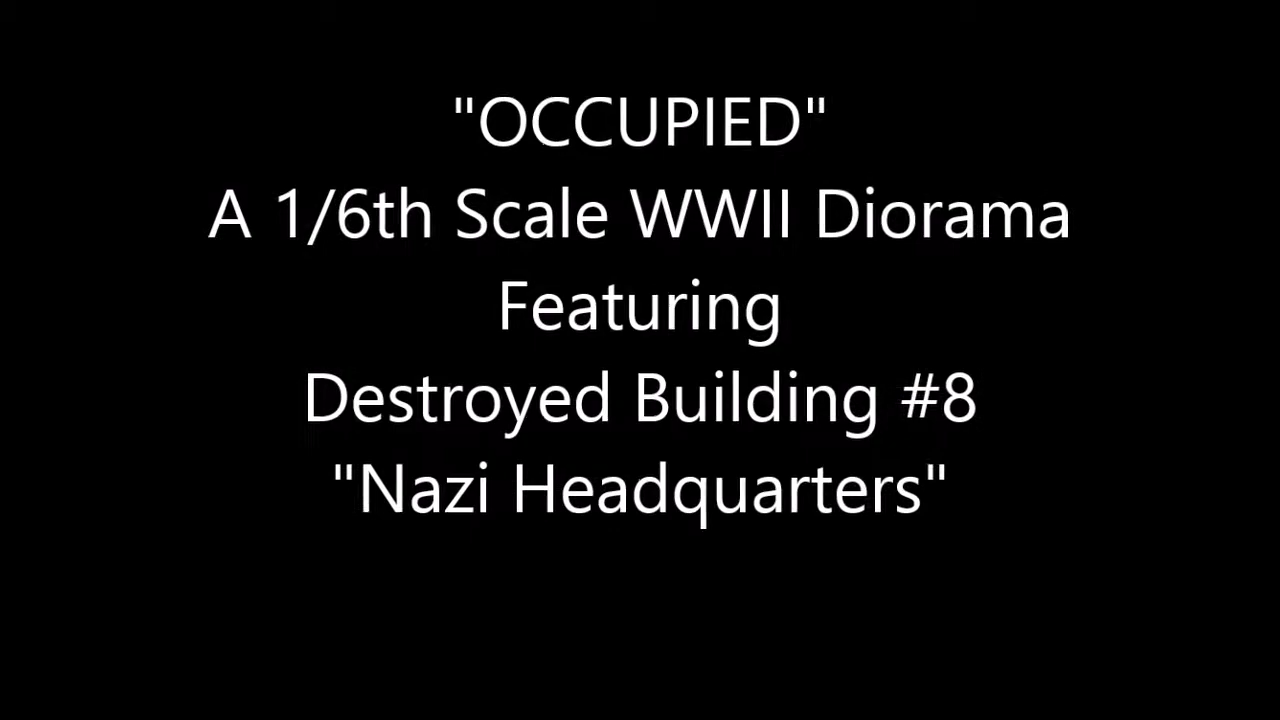 "OCCUPIED"
A 1/6th Scale WWII Diorama
Featuring
Destroyed Building #8
"Nazi Headquarters"